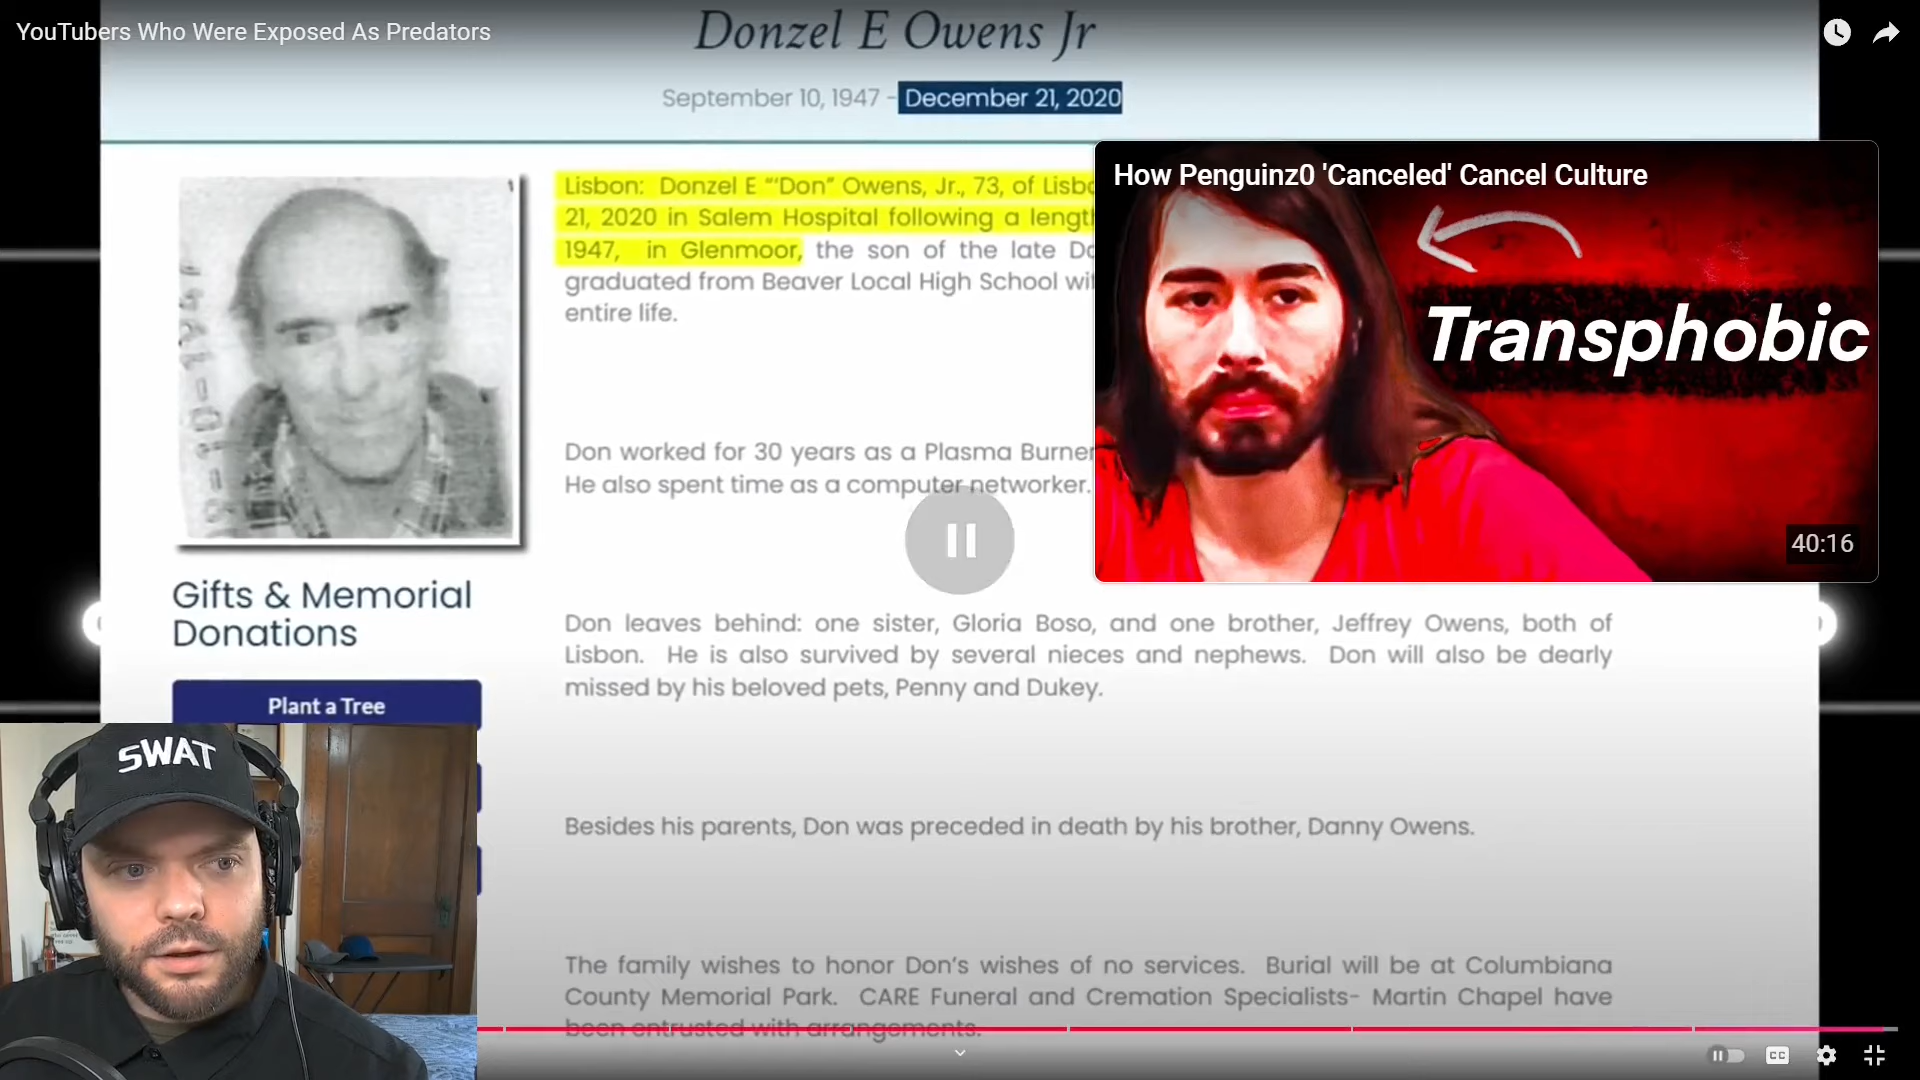 YouTubers Who Were Exposed As Predators
Donzel E Owens Jr
September 10, 1947 - December 21, 2020
Lisbon: Donzel E "'Don" Owens, Jr., 73, of
21, 2020 in Salem Hospital following a
1947, in Glenmoor, the son of the late
graduated from Beaver Local High School
entire life.
How Penguinz0 'Canceled' Cancel Culture
Transphobic
40:16
Don worked for 30 years as a Plasma Burner
He also spent time as a computer networker.
Gifts & Memorial
Donations
Plant a Tree
Don leaves behind: one sister, Gloria Boso, and one brother, Jeffrey Owens, both of
Lisbon. He is also survived by several nieces and nephews. Don will also be dearly
missed by his beloved pets, Penny and Dukey.
SWAT
Besides his parents, Don was preceded in death by his brother, Danny Owens.
The family wishes to honor Don's wishes of no services. Burial will be at Columbiana
County Memorial Park. CARE Funeral and Cremation Specialists- Martin Chapel have
been entrusted with arrangements.
CC